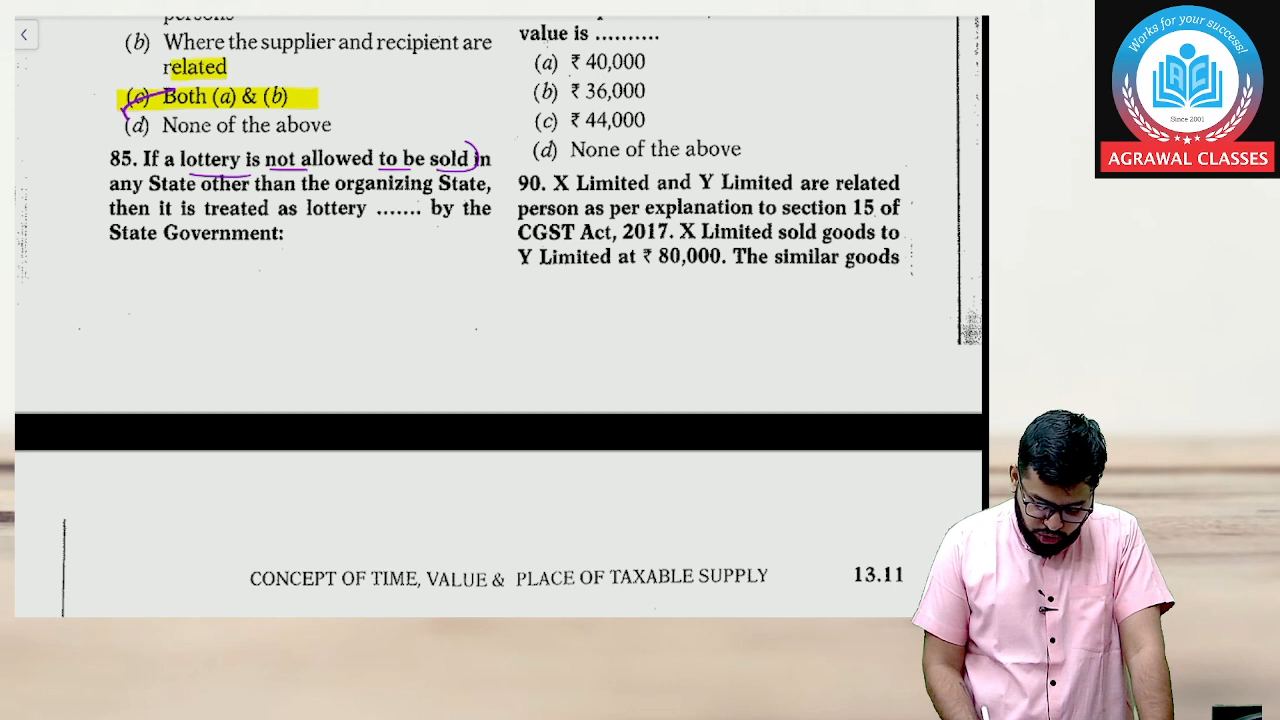 persons
(b) Where the supplier and recipient are
related
(c) Both (a) & (b)
(d) None of the above
85. If a lottery is not allowed to be sold in
any State other than the organizing State,
then it is treated as lottery ....... by the
State Government:
value is ..........
(a) ₹ 40,000
(b) ₹ 36,000
(c) ₹ 44,000
(d) None of the above
90. X Limited and Y Limited are related
person as per explanation to section 15 of
CGST Act, 2017. X Limited sold goods to
Y Limited at ₹ 80,000. The similar goods
CONCEPT OF TIME, VALUE & PLACE OF TAXABLE SUPPLY 13.11
Works for your success!
AC
Since 2001
AGRAWAL CLASSES